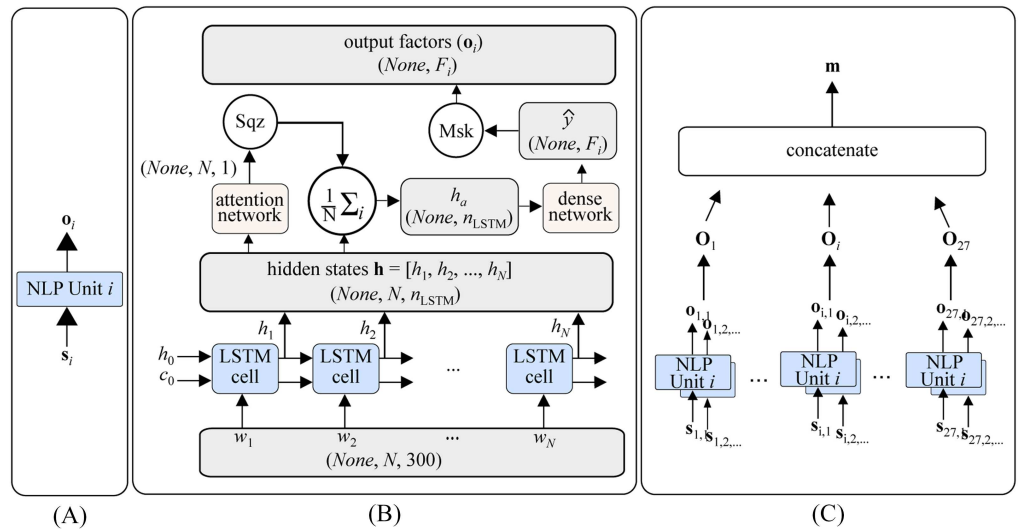 o_i
NLP Unit i
s_i
(A)
output factors (o_i)
(None, F_i)
Sqz
Msk
ŷ
(None, F_i)
(None, N, 1)
attention
network
1/N Σ_i
h_a
(None, n_LSTM)
dense
network
hidden states h = [h_1, h_2, ..., h_N]
(None, N, n_LSTM)
h_1 h_2 h_N
h_0
c_0
LSTM
cell
LSTM
cell
...
LSTM
cell
w_1 w_2 ... w_N
(None, N, 300)
(B)
m
concatenate
O_1 O_i O_27
o_1,1 o_1,2,... o_i,1 o_i,2,... o_27,1 o_27,2,...
NLP
Unit i
...
NLP
Unit i
...
NLP
Unit i
s_1,1 s_1,2,... s_i,1 s_i,2,... s_27,1 s_27,2,...
(C)